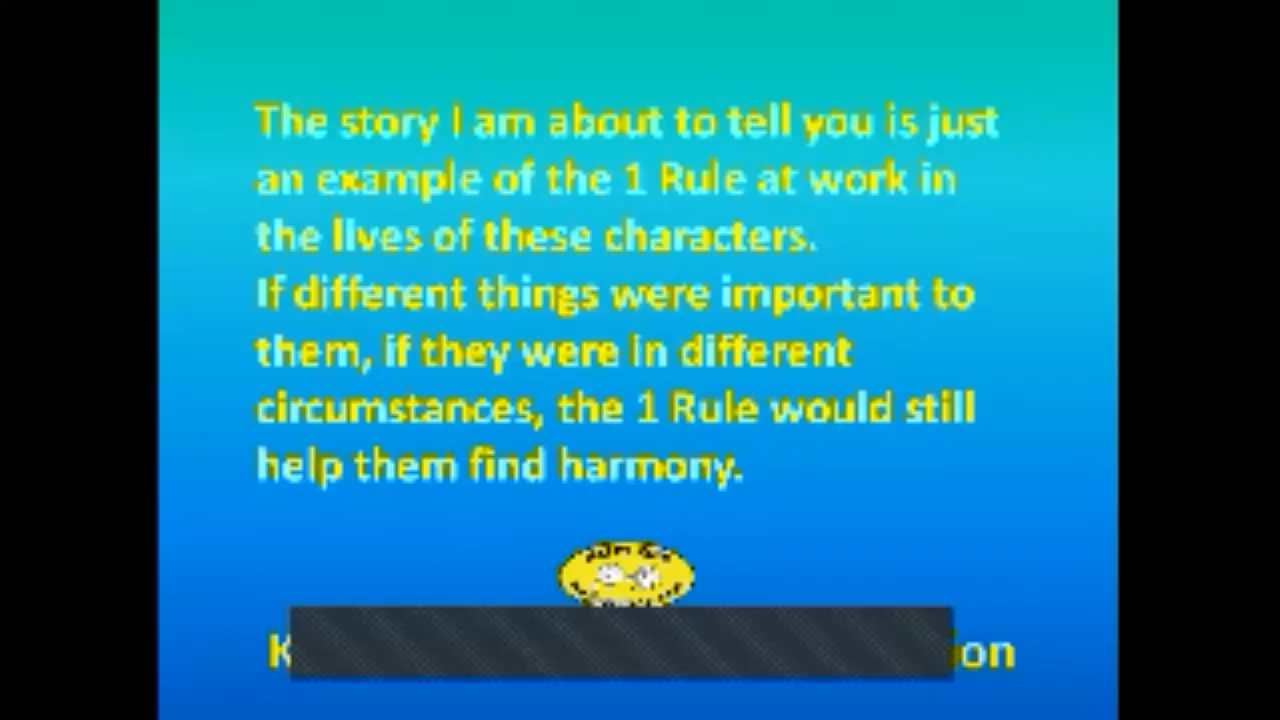 The story I am about to tell you is just
an example of the 1 Rule at work in
the lives of these characters.
If different things were important to
them, if they were in different
circumstances, the 1 Rule would still
help them find harmony.